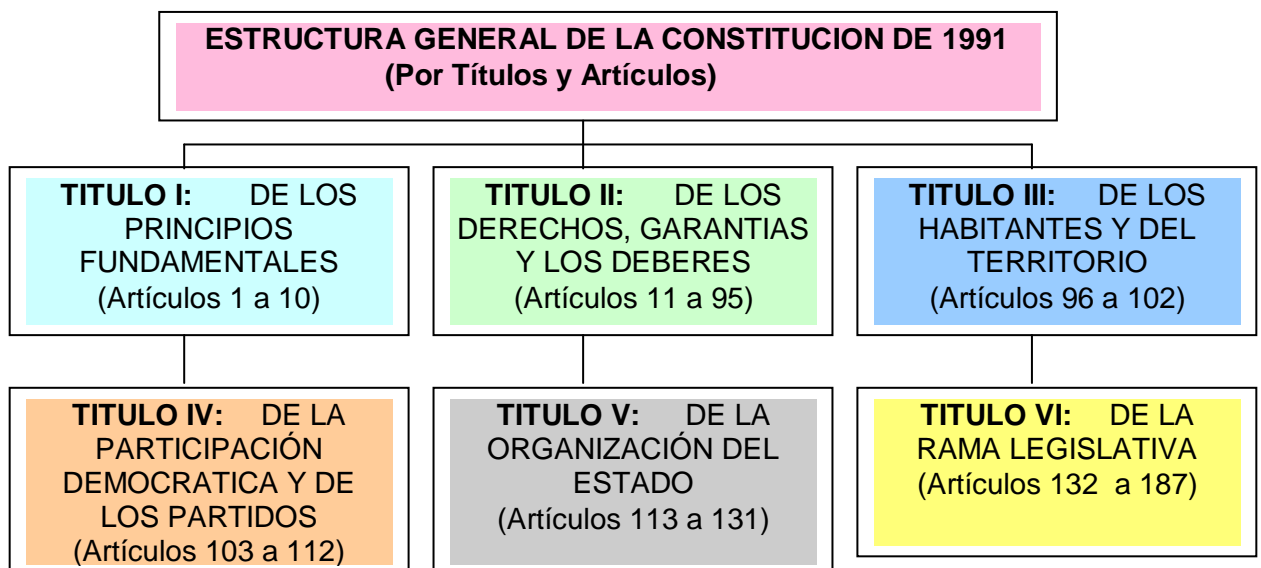 ESTRUCTURA GENERAL DE LA CONSTITUCION DE 1991
(Por Títulos y Artículos)
TITULO I: DE LOS
PRINCIPIOS
FUNDAMENTALES
(Artículos 1 a 10)
TITULO II: DE LOS
DERECHOS, GARANTIAS
Y LOS DEBERES
(Artículos 11 a 95)
TITULO III: DE LOS
HABITANTES Y DEL
TERRITORIO
(Artículos 96 a 102)
TITULO IV: DE LA
PARTICIPACIÓN
DEMOCRATICA Y DE
LOS PARTIDOS
(Artículos 103 a 112)
TITULO V: DE LA
ORGANIZACIÓN DEL
ESTADO
(Artículos 113 a 131)
TITULO VI: DE LA
RAMA LEGISLATIVA
(Artículos 132 a 187)